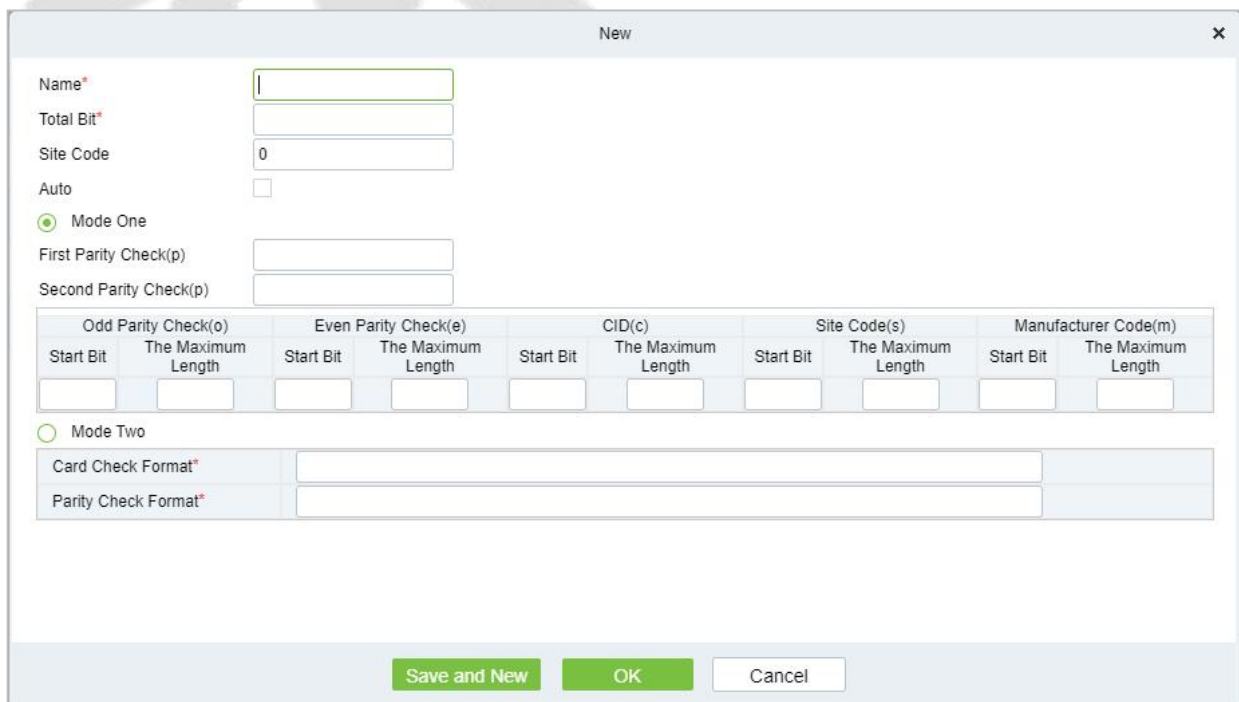 New
Name*
Total Bit*
Site Code 0
Auto
Mode One
First Parity Check(p)
Second Parity Check(p)
Odd Parity Check(o) Even Parity Check(e) CID(c) Site Code(s) Manufacturer Code(m)
Start Bit The Maximum Length Start Bit The Maximum Length Start Bit The Maximum Length Start Bit The Maximum Length Start Bit The Maximum Length
Mode Two
Card Check Format*
Parity Check Format*
Save and New OK Cancel